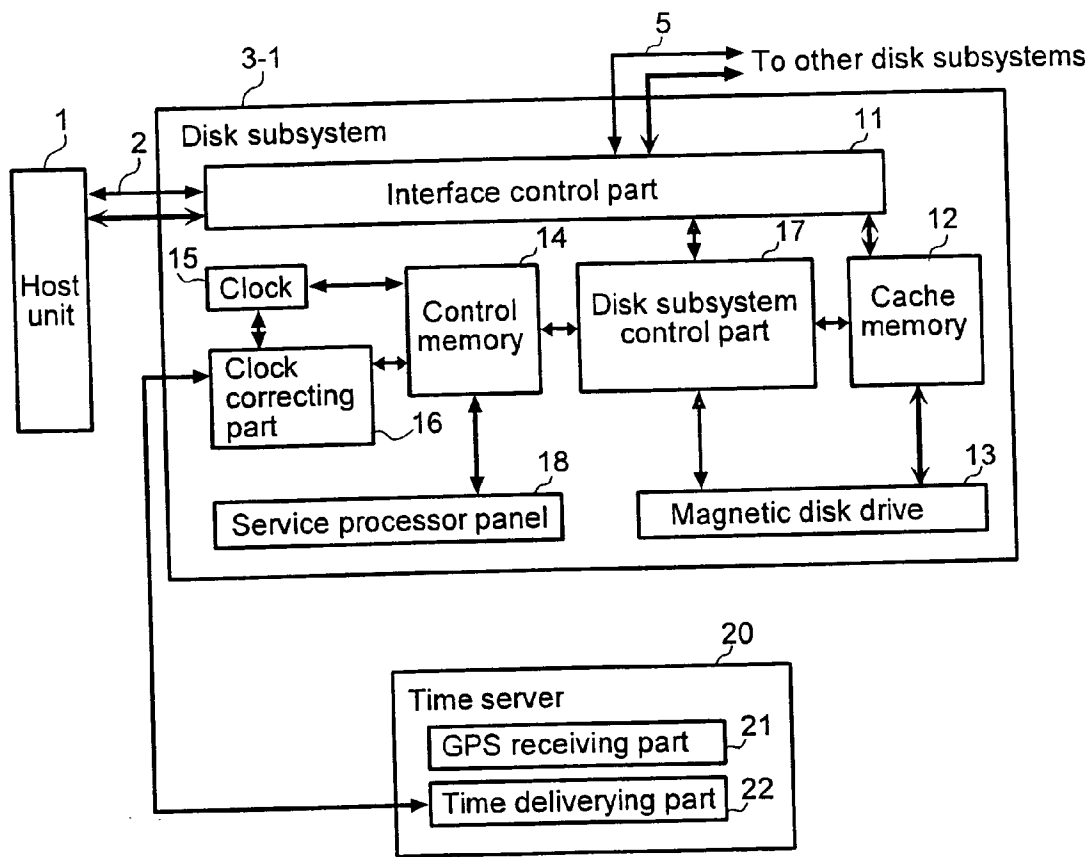 5
To other disk subsystems
3-1
1
Disk subsystem
11
2
Interface control part
14
17
12
15
Clock
Host
unit
Control
memory
Disk subsystem
control part
Cache
memory
Clock
correcting
part
16
18
13
Service processor panel
Magnetic disk drive
20
Time server
GPS receiving part
21
Time deliverying part
22